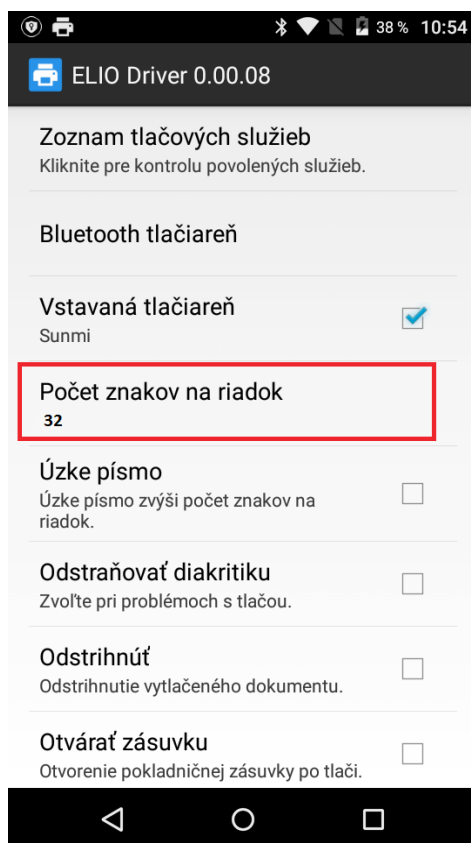 38 % 10:54
ELIO Driver 0.00.08
Zoznam tlačových služieb
Kliknite pre kontrolu povolených služieb.
Bluetooth tlačiareň
Vstavaná tlačiareň
Sunmi
Počet znakov na riadok
32
Úzke písmo
Úzke písmo zvýši počet znakov na
riadok.
Odstraňovať diakritiku
Zvoľte pri problémoch s tlačou.
Odstrihnúť
Odstrihnutie vytlačeného dokumentu.
Otvárať zásuvku
Otvorenie pokladničnej zásuvky po tlači.